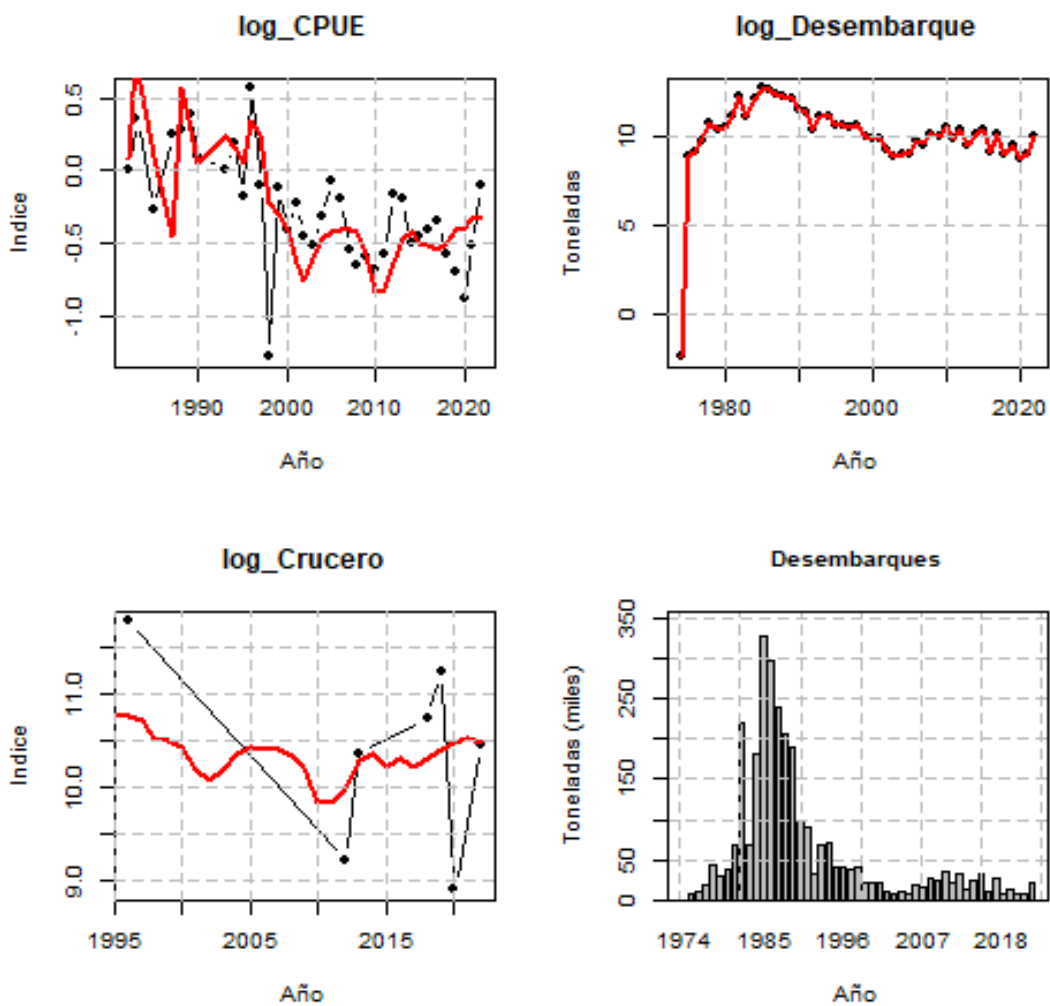 log_CPUE
Indice
0.5
0.0
-0.5
-1.0
1990 2000 2010 2020
Año
log_Desembarque
Toneladas
10
5
0
1980 2000 2020
Año
log_Crucero
Indice
11.0
10.0
9.0
1995 2005 2015
Año
Desembarques
Toneladas (miles)
350
250
150
50
0
1974 1985 1996 2007 2018
Año